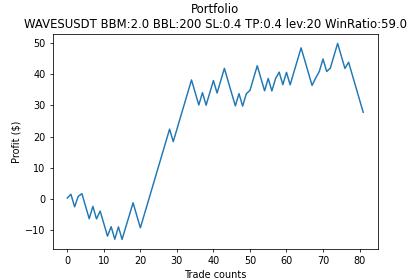 Portfolio
WAVESUSDT BBM:2.0 BBL:200 SL:0.4 TP:0.4 lev:20 WinRatio:59.0
50
40
30
20
10
0
−10
Profit ($)
0 10 20 30 40 50 60 70 80
Trade counts